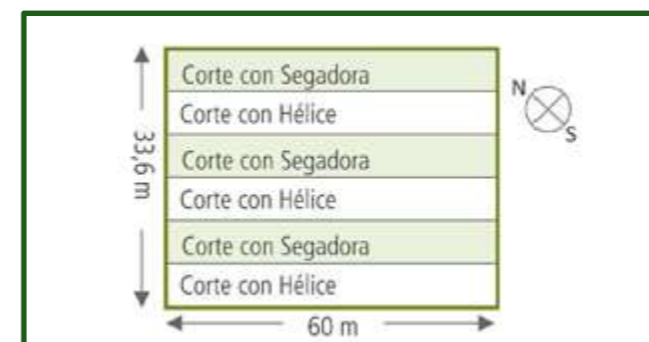 Corte con Segadora
N
Corte con Hélice
S
33,6 m
Corte con Segadora
Corte con Hélice
Corte con Segadora
Corte con Hélice
60 m